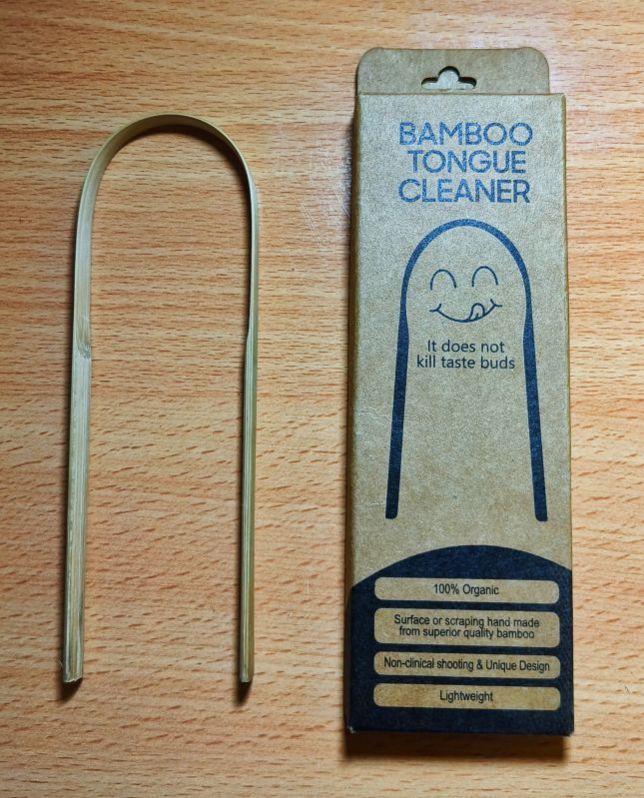 BAMBOO
TONGUE
CLEANER
It does not
kill taste buds
100% Organic
Surface or scraping hand made
from superior quality bamboo
Non-clinical shooting & Unique Design
Lightweight